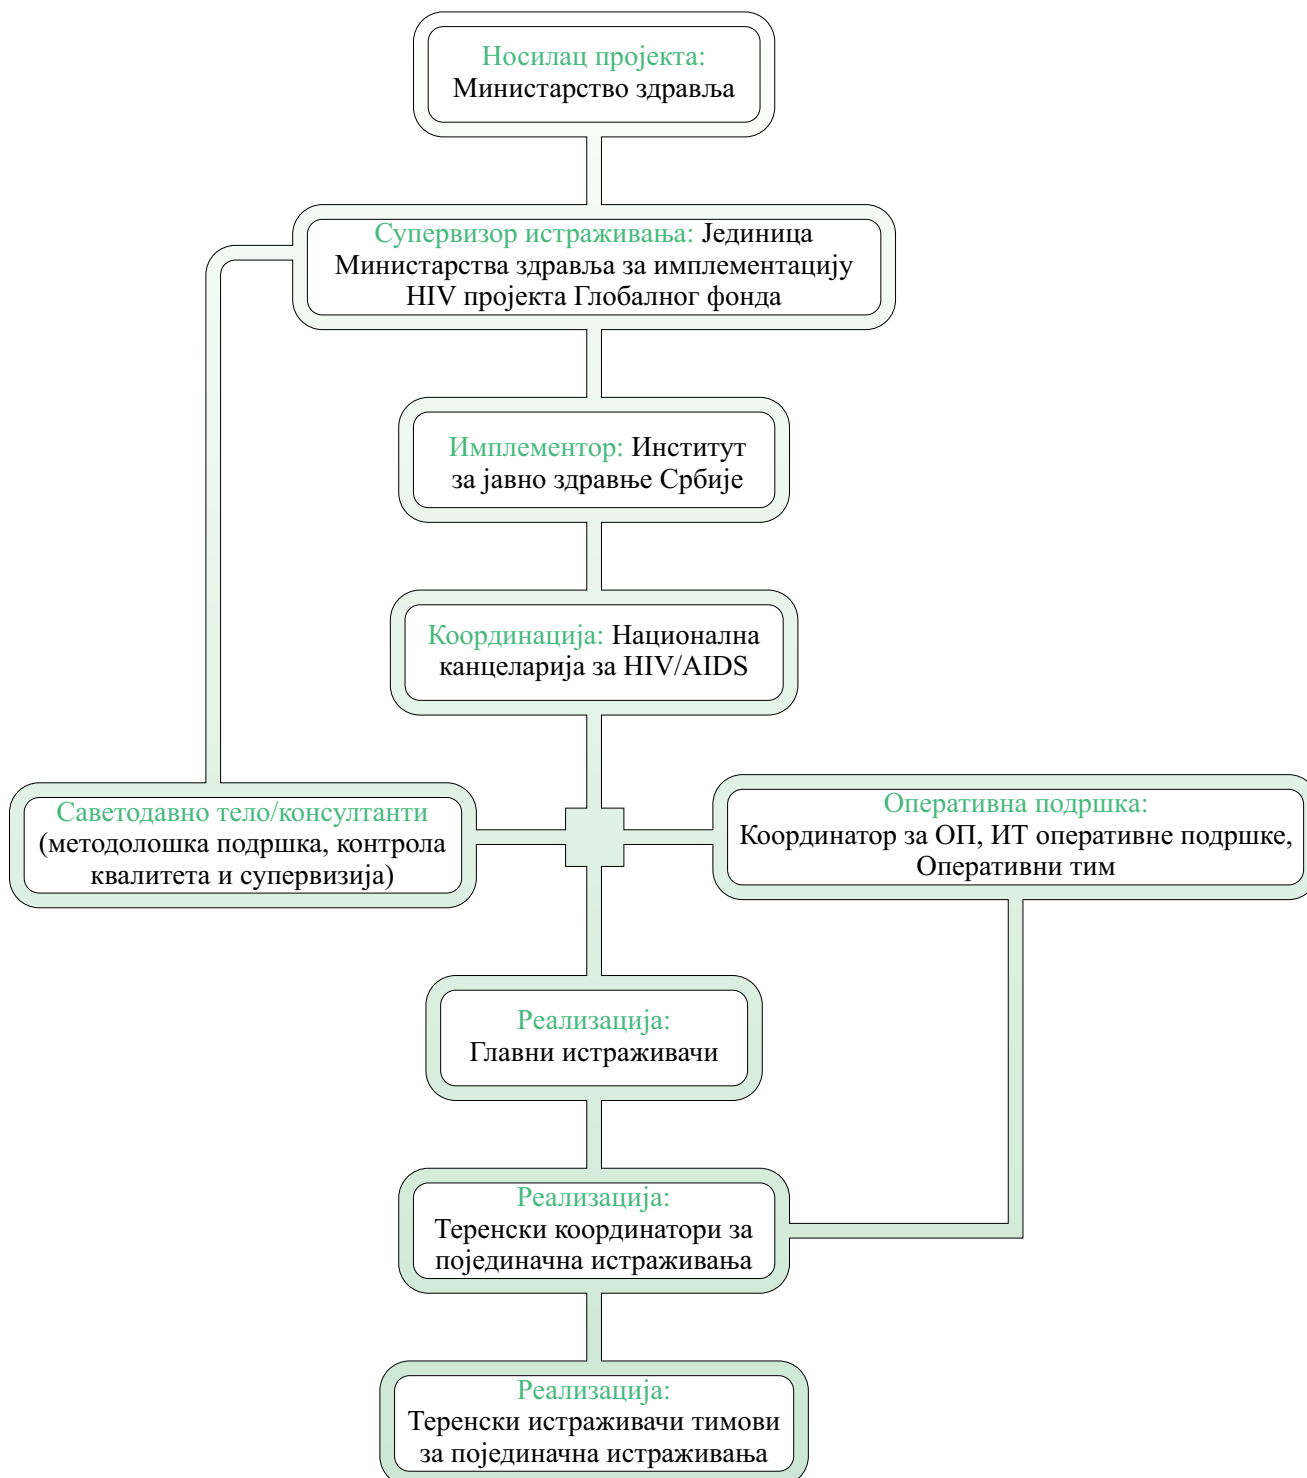 Носилац пројекта:
Министарство здравља
Супервизор истраживања: Јединица
Министарства здравља за имплементацију
HIV пројекта Глобалног фонда
Имплементор: Институт
за јавно здравње Србије
Координација: Национална
канцеларија за HIV/AIDS
Саветодавно тело/консултанти
(методолошка подршка, контрола
квалитета и супервизија)
Оперативна подршка:
Координатор за ОП, ИТ оперативне подршке,
Оперативни тим
Реализација:
Главни истраживачи
Реализација:
Теренски координатори за
појединачна истраживања
Реализација:
Теренски истраживачи тимови
за појединачна истраживања